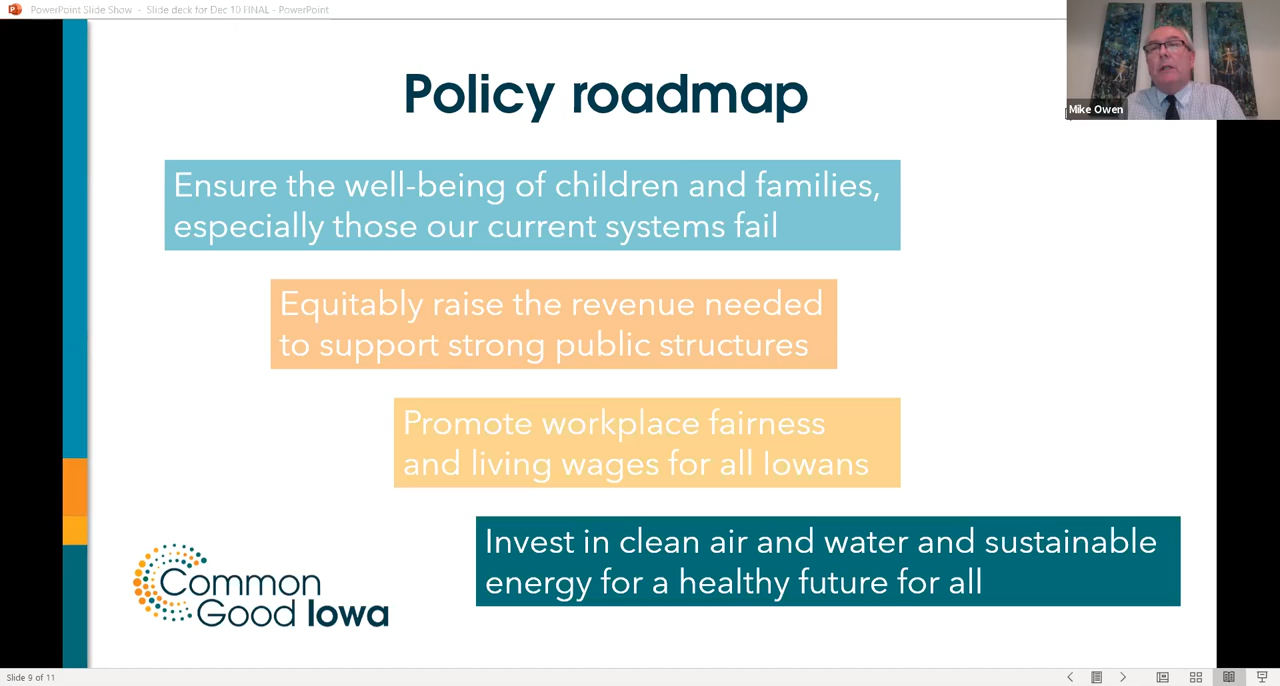 PowerPoint Slide Show - Slide deck for Dec 10 FINAL - PowerPoint
Mike Owen
Policy roadmap
Ensure the well-being of children and families,
especially those our current systems fail
Equitably raise the revenue needed
to support strong public structures
Promote workplace fairness
and living wages for all Iowans
Invest in clean air and water and sustainable
energy for a healthy future for all
Common
Good Iowa
Slide 9 of 11